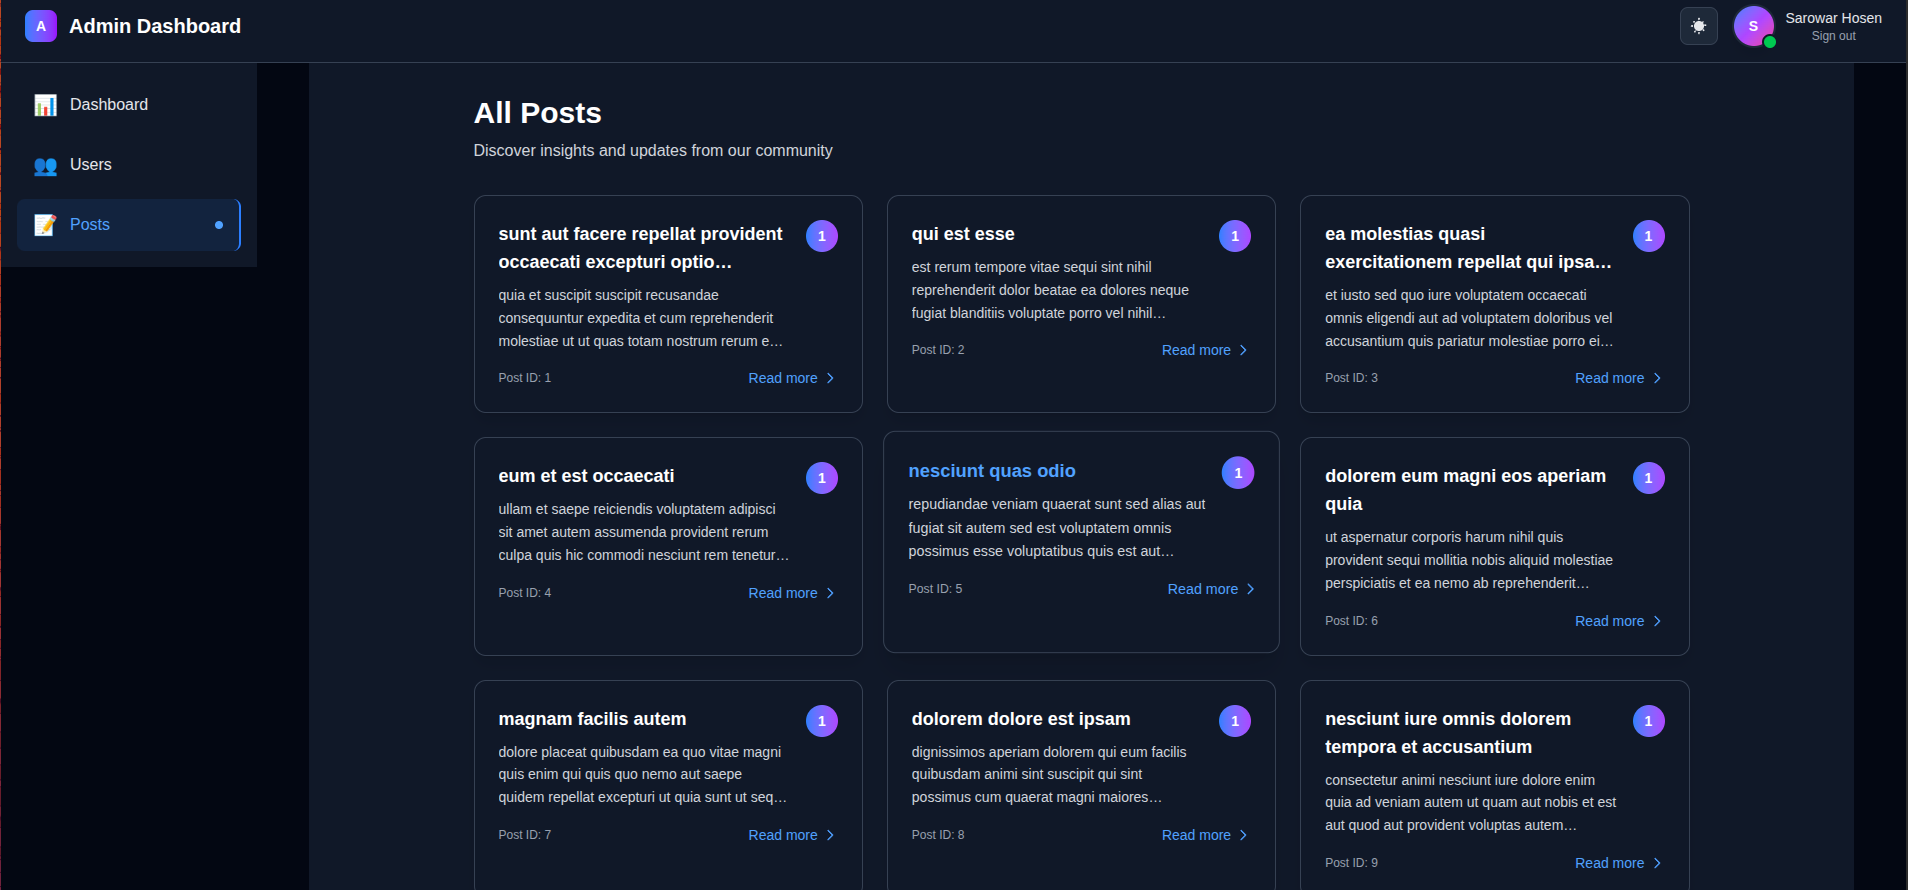 A Admin Dashboard
S
Sarowar Hosen
Sign out
Dashboard
Users
Posts
All Posts
Discover insights and updates from our community
sunt aut facere repellat provident
occaecati excepturi optio…
1
quia et suscipit suscipit recusandae
consequuntur expedita et cum reprehenderit
molestiae ut ut quas totam nostrum rerum e…
Post ID: 1
Read more
qui est esse
1
est rerum tempore vitae sequi sint nihil
reprehenderit dolor beatae ea dolores neque
fugiat blanditiis voluptate porro vel nihil…
Post ID: 2
Read more
ea molestias quasi
exercitationem repellat qui ipsa…
1
et iusto sed quo iure voluptatem occaecati
omnis eligendi aut ad voluptatem doloribus vel
accusantium quis pariatur molestiae porro ei…
Post ID: 3
Read more
eum et est occaecati
1
ullam et saepe reiciendis voluptatem adipisci
sit amet autem assumenda provident rerum
culpa quis hic commodi nesciunt rem tenetur…
Post ID: 4
Read more
nesciunt quas odio
1
repudiandae veniam quaerat sunt sed alias aut
fugiat sit autem sed est voluptatem omnis
possimus esse voluptatibus quis est aut…
Post ID: 5
Read more
dolorem eum magni eos aperiam
quia
1
ut aspernatur corporis harum nihil quis
provident sequi mollitia nobis aliquid molestiae
perspiciatis et ea nemo ab reprehenderit…
Post ID: 6
Read more
magnam facilis autem
1
dolore placeat quibusdam ea quo vitae magni
quis enim qui quis quo nemo aut saepe
quidem repellat excepturi ut quia sunt ut seq…
Post ID: 7
Read more
dolorem dolore est ipsam
1
dignissimos aperiam dolorem qui eum facilis
quibusdam animi sint suscipit qui sint
possimus cum quaerat magni maiores…
Post ID: 8
Read more
nesciunt iure omnis dolorem
tempora et accusantium
1
consectetur animi nesciunt iure dolore enim
quia ad veniam autem ut quam aut nobis et est
aut quod aut provident voluptas autem…
Post ID: 9
Read more